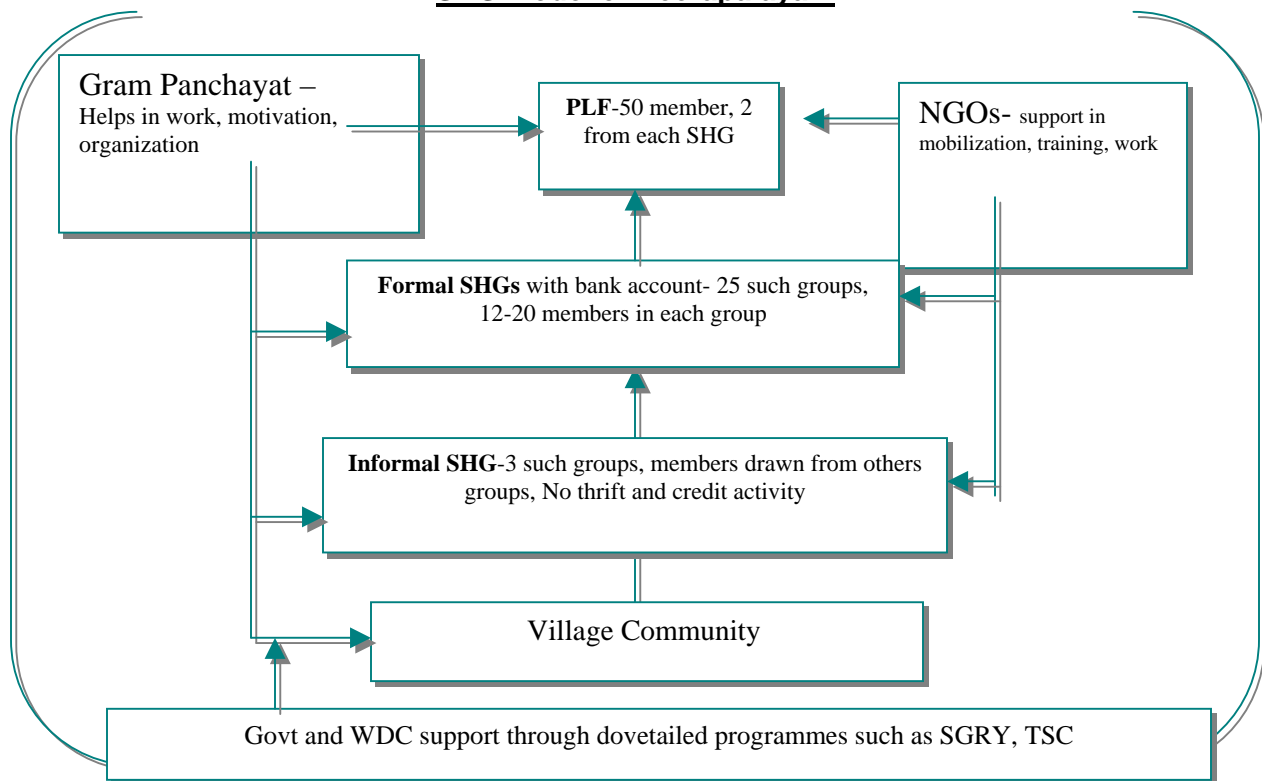 Gram Panchayat –
Helps in work, motivation,
organization
PLF-50 member, 2
from each SHG
NGOs- support in
mobilization, training, work
Formal SHGs with bank account- 25 such groups,
12-20 members in each group
Informal SHG-3 such groups, members drawn from others
groups, No thrift and credit activity
Village Community
Govt and WDC support through dovetailed programmes such as SGRY, TSC